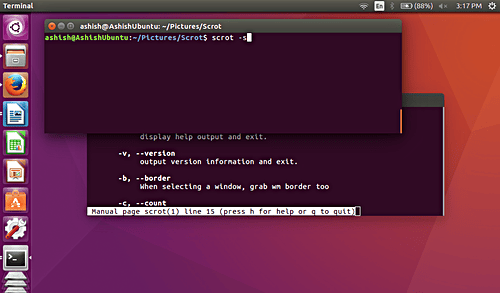 Terminal
En
(88%)
3:17 PM
ashish@AshishUbuntu: ~/Pictures/Scrot
ashish@AshishUbuntu:~/Pictures/Scrot$ scrot -s
display help output and exit.
-v, --version
output version information and exit.
-b, --border
When selecting a window, grab wm border too
-c, --count
Manual page scrot(1) line 15 (press h for help or q to quit)